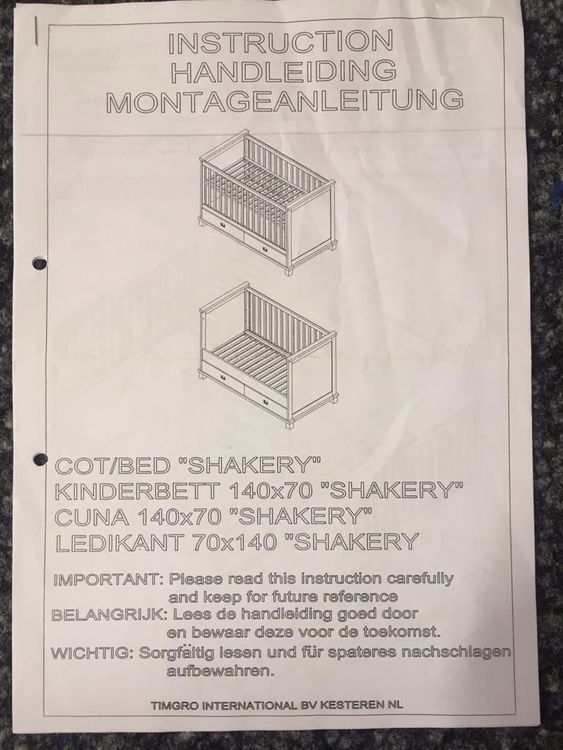 INSTRUCTION
HANDLEIDING
MONTAGEANLEITUNG
COT/BED "SHAKERY"
KINDERBETT 140x70 "SHAKERY"
CUNA 140x70 "SHAKERY"
LEDIKANT 70x140 "SHAKERY
IMPORTANT: Please read this instruction carefully
and keep for future reference
BELANGRIJK: Lees de handleiding goed door
en bewaar deze voor de toekomst.
WICHTIG: Sorgfältig lesen und für spateres nachschlagen
aufbewahren.
TIMGRO INTERNATIONAL BV KESTEREN NL